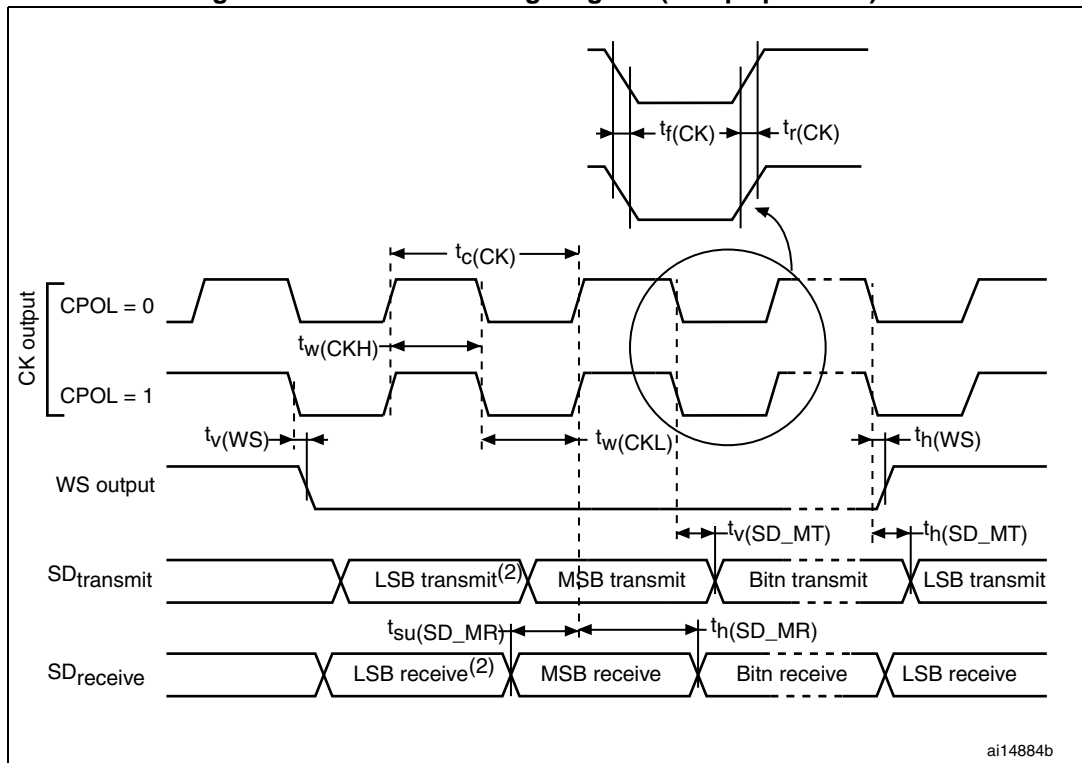 tf(CK)
tr(CK)
tc(CK)
CK output
CPOL = 0
tw(CKH)
CPOL = 1
tv(WS)
tw(CKL)
th(WS)
WS output
tv(SD_MT)
th(SD_MT)
SDtransmit
LSB transmit(2)
MSB transmit
Bitn transmit
LSB transmit
tsu(SD_MR)
th(SD_MR)
SDreceive
LSB receive(2)
MSB receive
Bitn receive
LSB receive
ai14884b